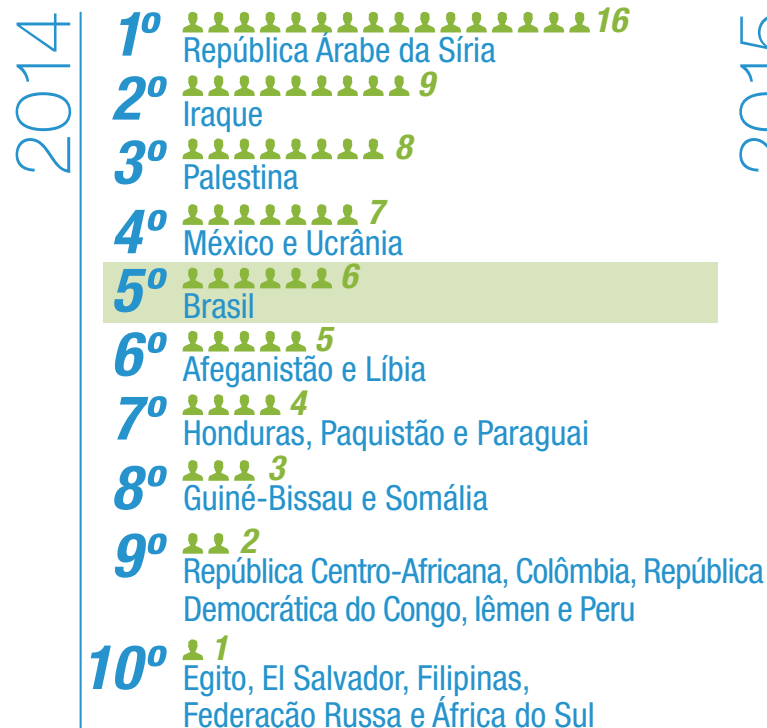 2014
1º 16
República Árabe da Síria
2º 9
Iraque
3º 8
Palestina
4º 7
México e Ucrânia
5º 6
Brasil
6º 5
Afeganistão e Líbia
7º 4
Honduras, Paquistão e Paraguai
8º 3
Guiné-Bissau e Somália
9º 2
República Centro-Africana, Colômbia, República
Democrática do Congo, Iêmen e Peru
10º 1
Egito, El Salvador, Filipinas,
Federação Russa e África do Sul